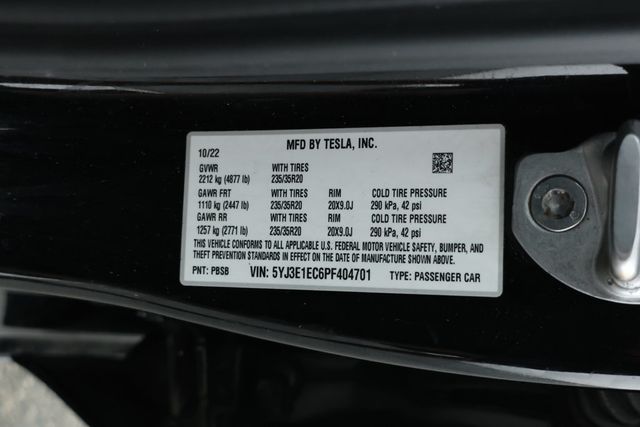 MFD BY TESLA, INC.
10/22
GVWR WITH TIRES
2212 kg (4877 lb) 235/35R20
GAWR FRT WITH TIRES RIM COLD TIRE PRESSURE
1110 kg (2447 lb) 235/35R20 20X9.0J 290 kPa, 42 psi
GAWR RR WITH TIRES RIM COLD TIRE PRESSURE
1257 kg (2771 lb) 235/35R20 20X9.0J 290 kPa, 42 psi
THIS VEHICLE CONFORMS TO ALL APPLICABLE U.S. FEDERAL MOTOR VEHICLE SAFETY, BUMPER, AND
THEFT PREVENTION STANDARDS IN EFFECT ON THE DATE OF MANUFACTURE SHOWN ABOVE.
PNT: PBSB VIN: 5YJ3E1EC6PF404701 TYPE: PASSENGER CAR